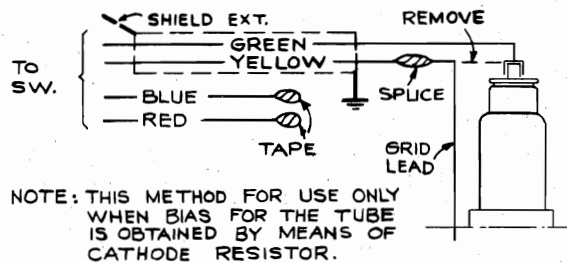 SHIELD EXT.
REMOVE
GREEN
YELLOW
TO
SW.
BLUE
SPLICE
RED
TAPE
GRID
LEAD
NOTE: THIS METHOD FOR USE ONLY
WHEN BIAS FOR THE TUBE
IS OBTAINED BY MEANS OF
CATHODE RESISTOR.